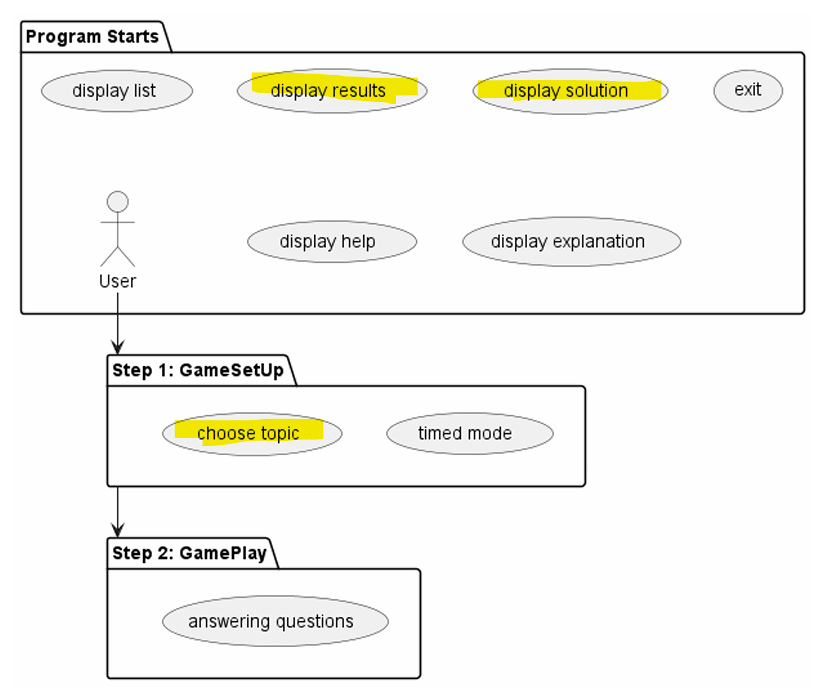 Program Starts
display list
display results
display solution
exit
User
display help
display explanation
Step 1: GameSetUp
choose topic
timed mode
Step 2: GamePlay
answering questions